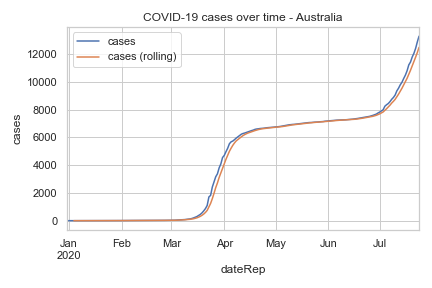 COVID-19 cases over time - Australia
cases
cases (rolling)
12000
10000
8000
6000
4000
2000
0
cases
Jan
2020
Feb
Mar
Apr
May
Jun
Jul
dateRep